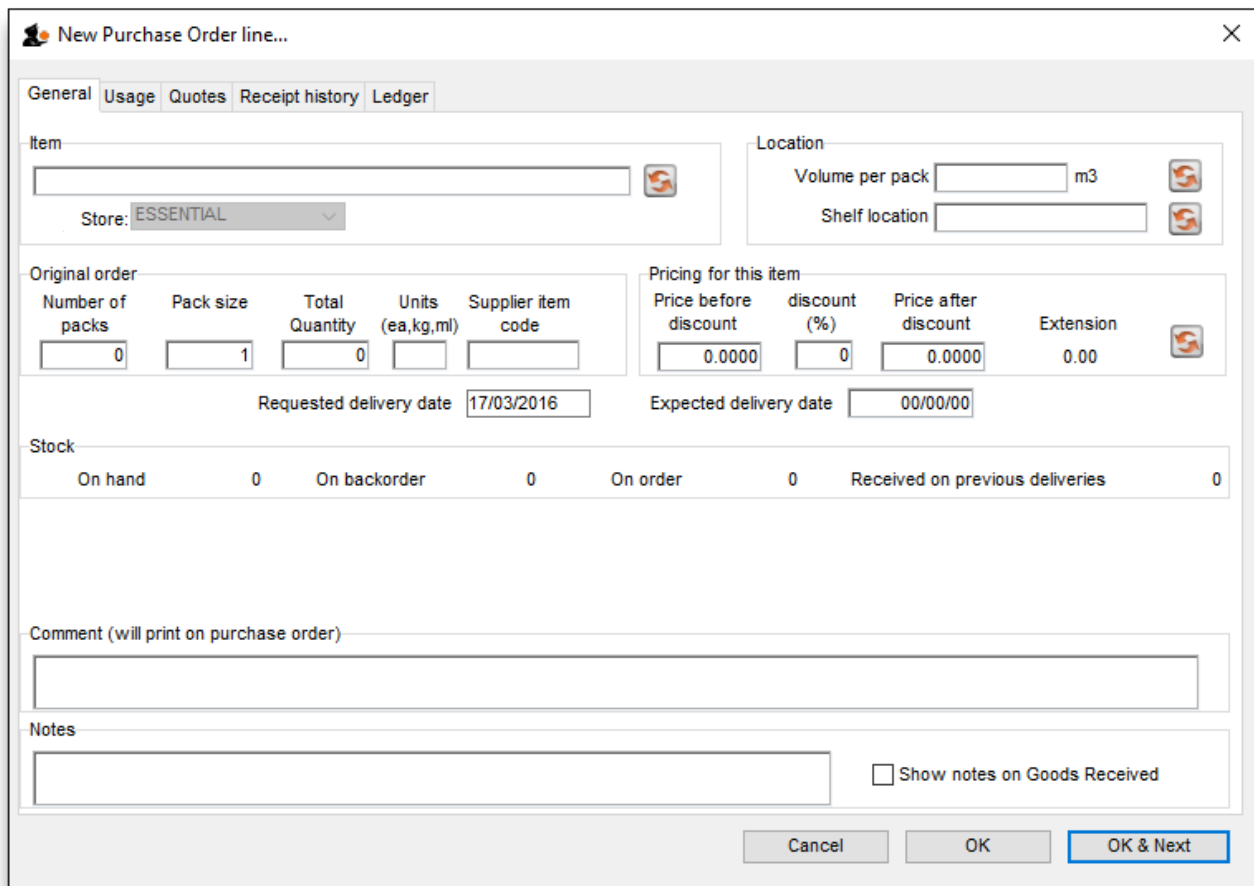 New Purchase Order line...
General Usage Quotes Receipt history Ledger
Item
Store: ESSENTIAL
Location
Volume per pack m3
Shelf location
Original order
Number of packs
Pack size
Total Quantity
Units (ea,kg,ml)
Supplier item code
0 1 0
Pricing for this item
Price before discount
discount (%)
Price after discount
Extension
0.0000 0 0.0000 0.00
Requested delivery date 17/03/2016 Expected delivery date 00/00/00
Stock
On hand 0 On backorder 0 On order 0 Received on previous deliveries 0
Comment (will print on purchase order)
Notes
Show notes on Goods Received
Cancel OK OK & Next